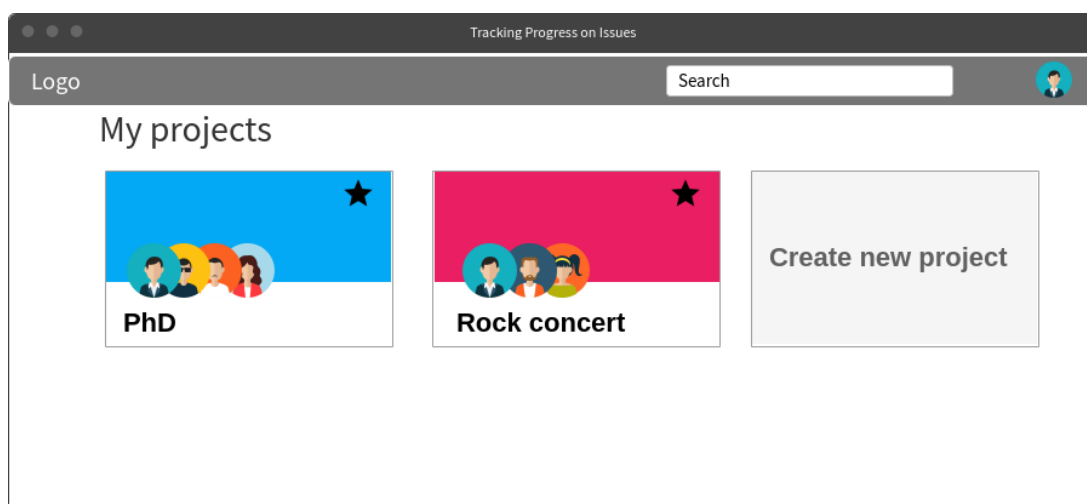 Tracking Progress on Issues
Logo
Search
My projects
PhD
Rock concert
Create new project